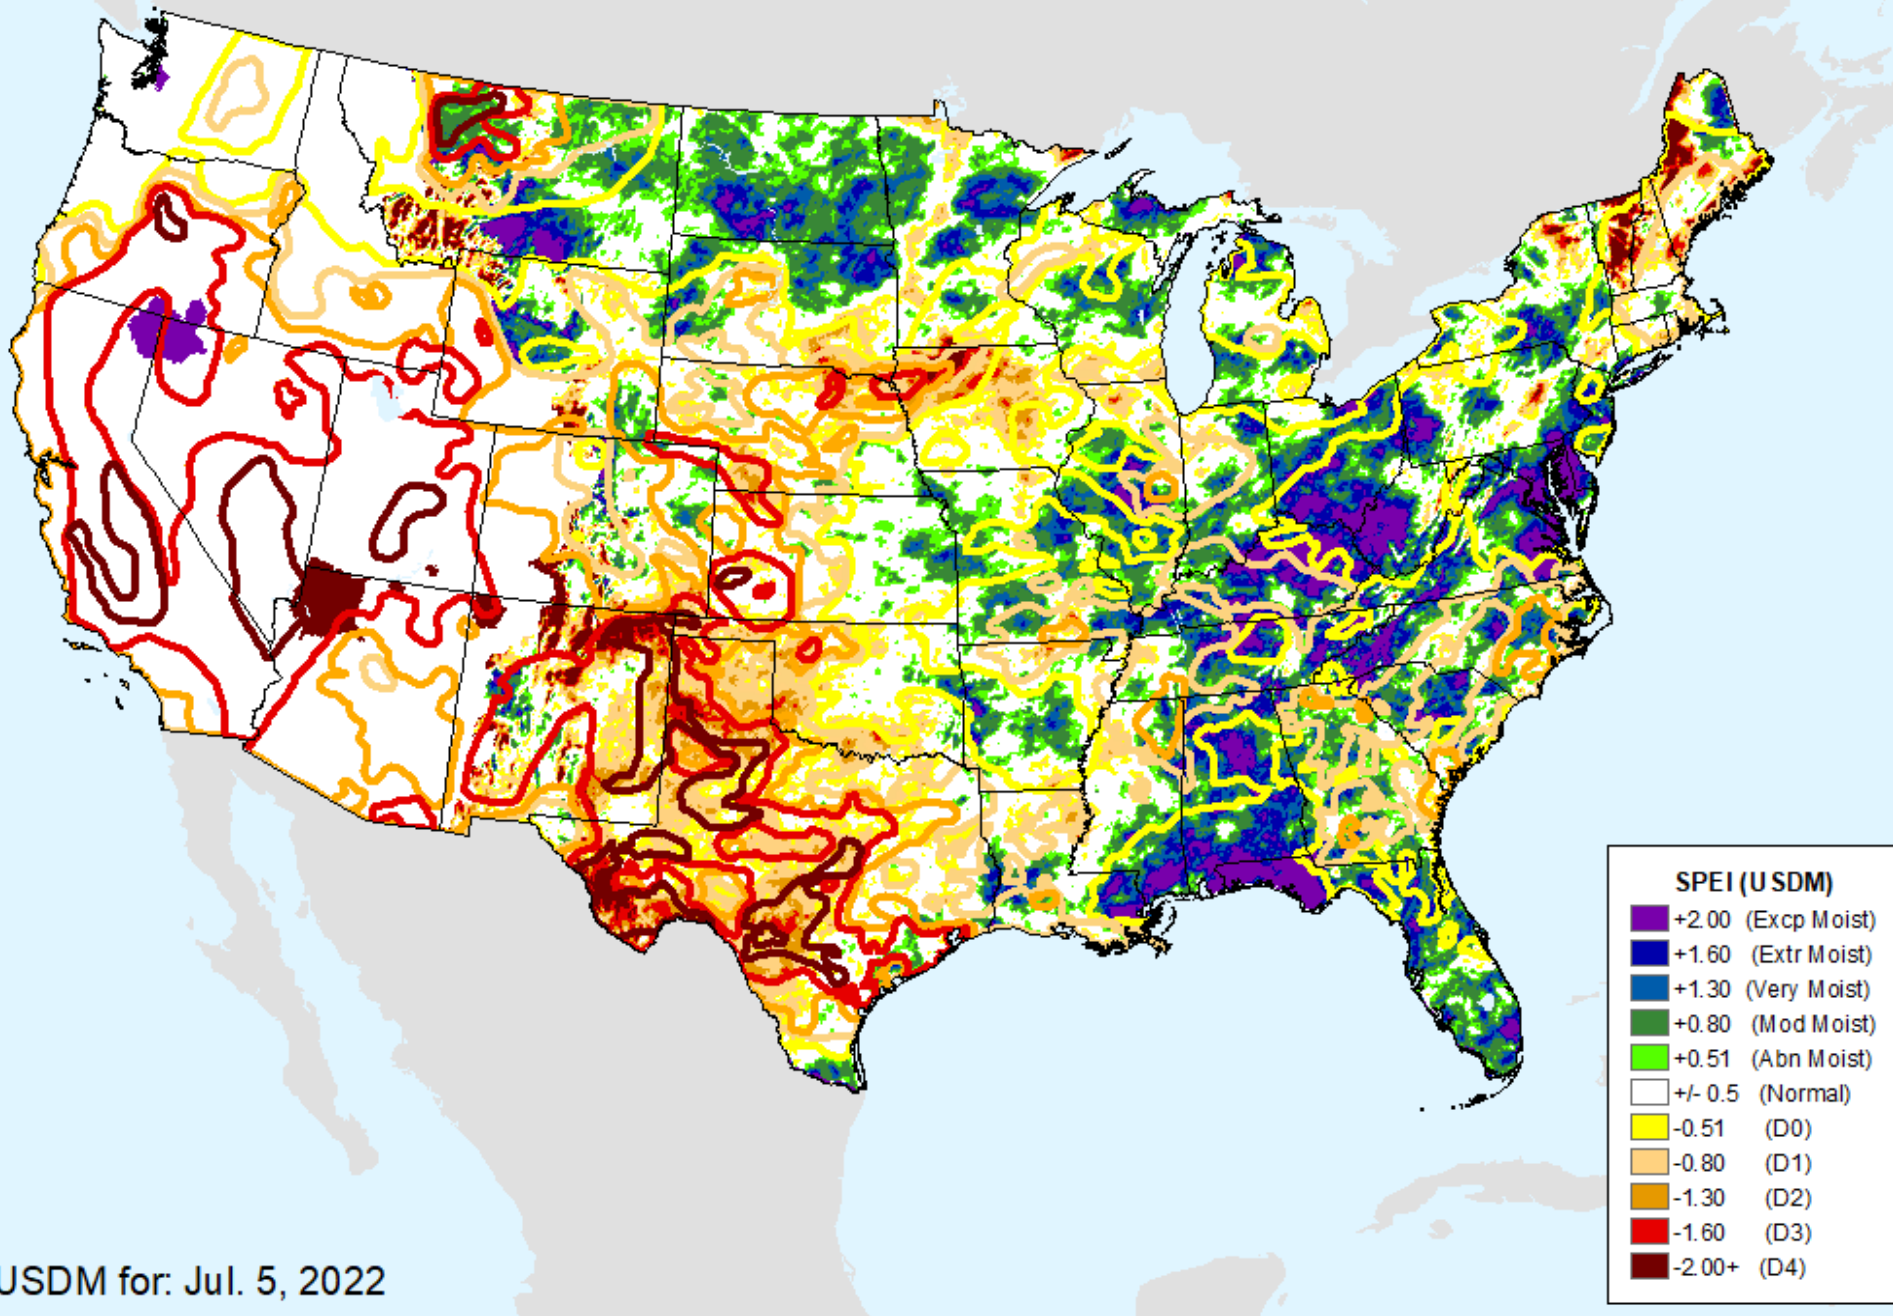 SPEI (USDM)
+2.00 (Excp Moist)
+1.60 (Extr Moist)
+1.30 (Very Moist)
+0.80 (Mod Moist)
+0.51 (Abn Moist)
+/- 0.5 (Normal)
-0.51 (D0)
-0.80 (D1)
-1.30 (D2)
-1.60 (D3)
-2.00+ (D4)
USDM for: Jul. 5, 2022